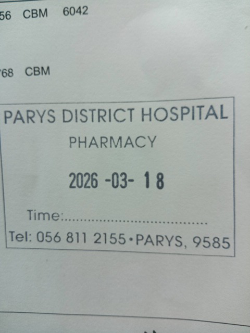 56 CBM 6042
768 CBM
PARYS DISTRICT HOSPITAL
PHARMACY
2026 -03- 18
Time:.....................................
Tel: 056 811 2155•PARYS, 9585